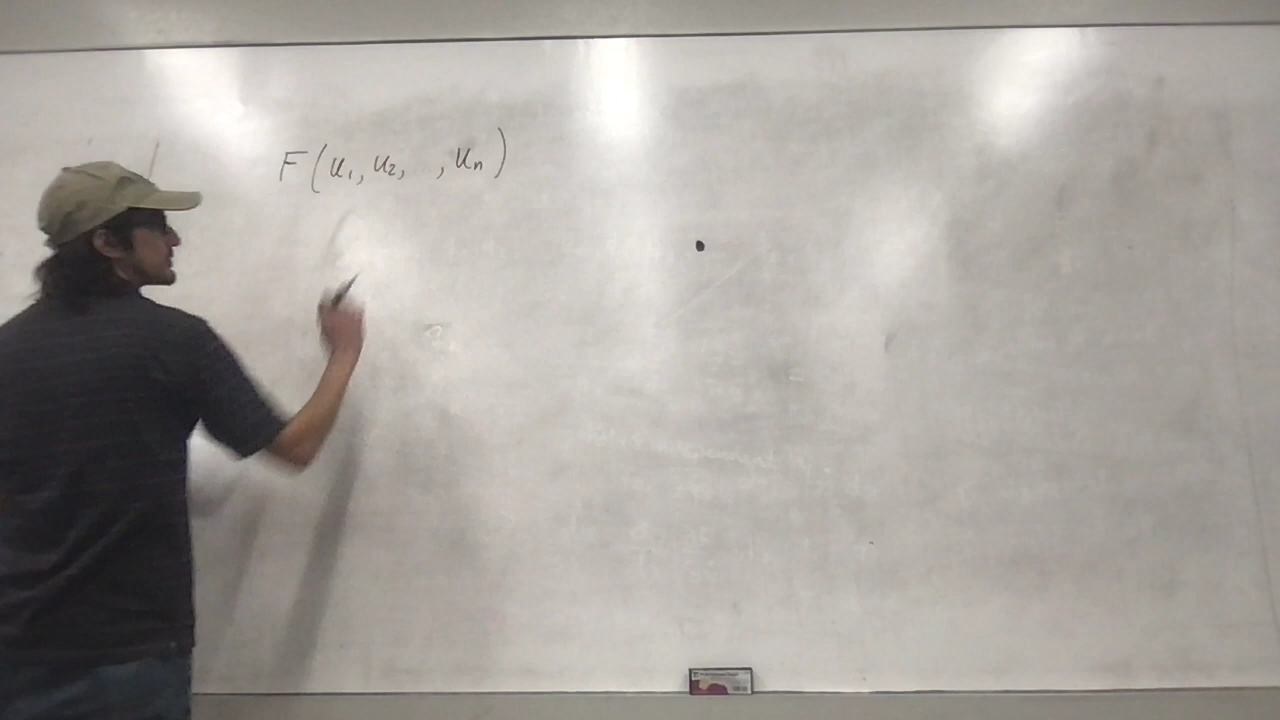 F(u₁, u₂, .. , uₙ)